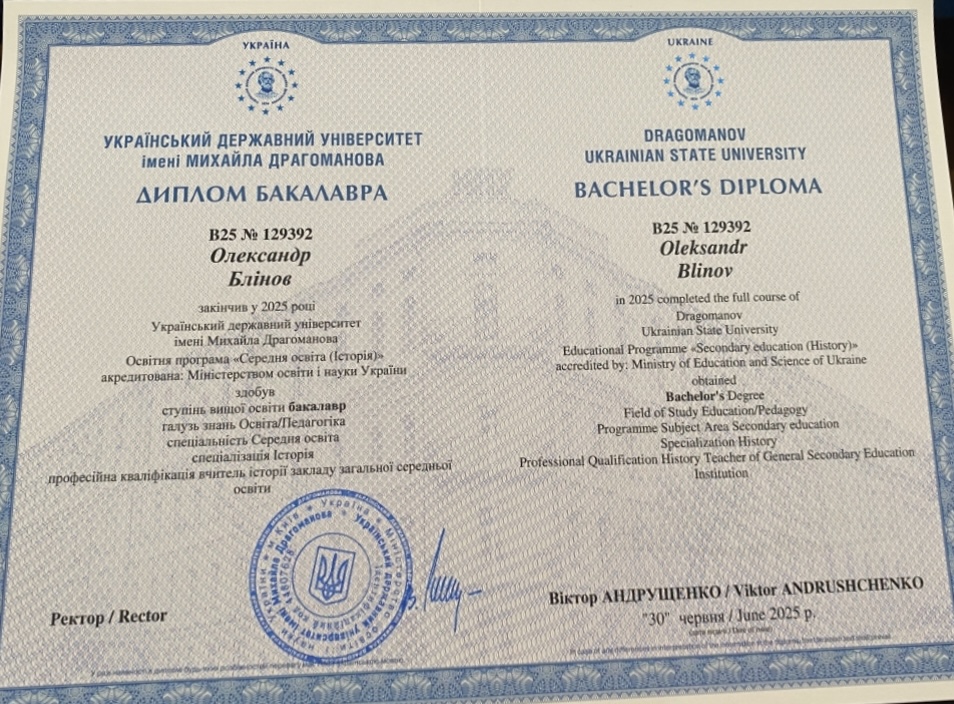 УКРАЇНА
УКРАЇНСЬКИЙ ДЕРЖАВНИЙ УНІВЕРСИТЕТ
імені МИХАЙЛА ДРАГОМАНОВА
ДИПЛОМ БАКАЛАВРА
B25 № 129392
Олександр
Блінов
закінчив у 2025 році
Український державний університет
імені Михайла Драгоманова
Освітня програма «Середня освіта (Історія)»
акредитована: Міністерством освіти і науки України
здобув
ступінь вищої освіти бакалавр
галузь знань Освіта/Педагогіка
спеціальність Середня освіта
спеціалізація Історія
професійна кваліфікація вчитель історії закладу загальної середньої
освіти
Ректор / Rector
UKRAINE
DRAGOMANOV
UKRAINIAN STATE UNIVERSITY
BACHELOR'S DIPLOMA
B25 № 129392
Oleksandr
Blinov
in 2025 completed the full course of
Dragomanov
Ukrainian State University
Educational Programme «Secondary education (History)»
accredited by: Ministry of Education and Science of Ukraine
obtained
Bachelor's Degree
Field of Study Education/Pedagogy
Programme Subject Area Secondary education
Specialization History
Professional Qualification History Teacher of General Secondary Education
Institution
Віктор АНДРУЩЕНКО / Viktor ANDRUSHCHENKO
"30" червня / June 2025 р.